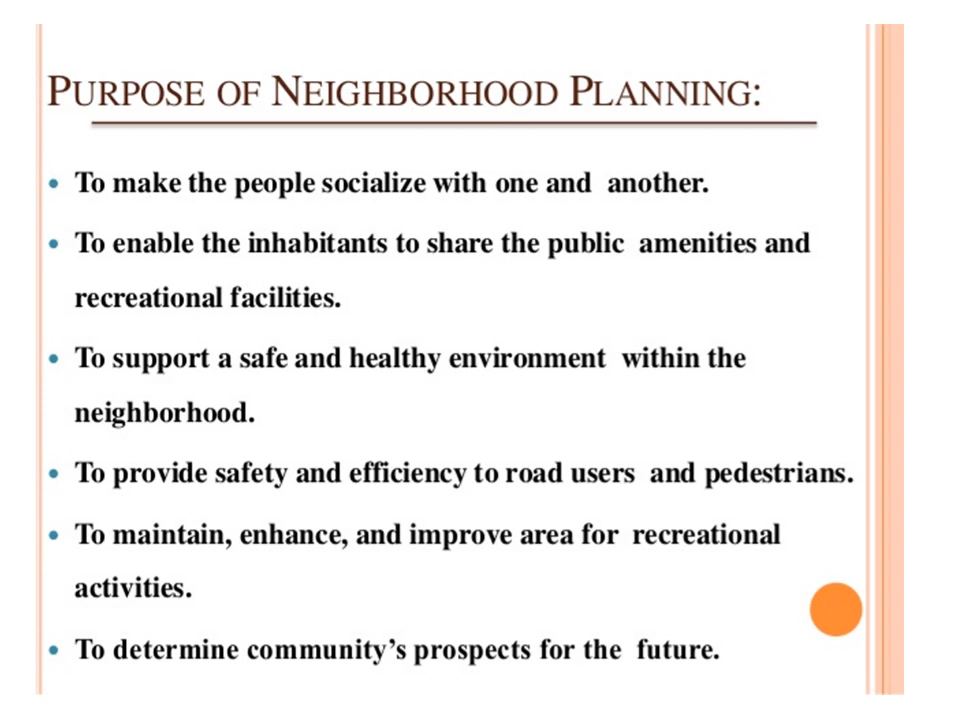 PURPOSE OF NEIGHBORHOOD PLANNING:
• To make the people socialize with one and another.
• To enable the inhabitants to share the public amenities and
recreational facilities.
• To support a safe and healthy environment within the
neighborhood.
• To provide safety and efficiency to road users and pedestrians.
• To maintain, enhance, and improve area for recreational
activities.
• To determine community’s prospects for the future.